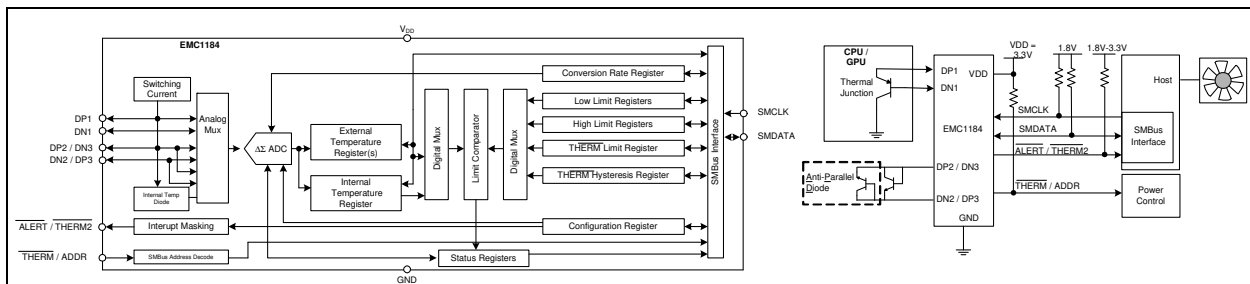 VDD
EMC1184
Switching
Current
DP1
DN1
DP2 / DN3
DN2 / DP3
Analog
Mux
Internal Temp
Diode
ΔΣ ADC
External
Temperature
Register(s)
Internal
Temperature
Register
Digital Mux
Limit Comparator
Digital Mux
Conversion Rate Register
Low Limit Registers
High Limit Registers
THERM Limit Register
THERM Hysteresis Register
SMBus Interface
SMCLK
SMDATA
ALERT / THERM2
Interupt Masking
Configuration Register
THERM / ADDR
SMBus Address Decode
Status Registers
GND
CPU /
GPU
Thermal
Junction
DP1
DN1
VDD
EMC1184
DP2 / DN3
DN2 / DP3
GND
VDD =
3.3V
1.8V
1.8V-3.3V
SMCLK
SMDATA
ALERT / THERM2
THERM / ADDR
Host
SMBus
Interface
Power
Control
Anti-Parallel
Diode